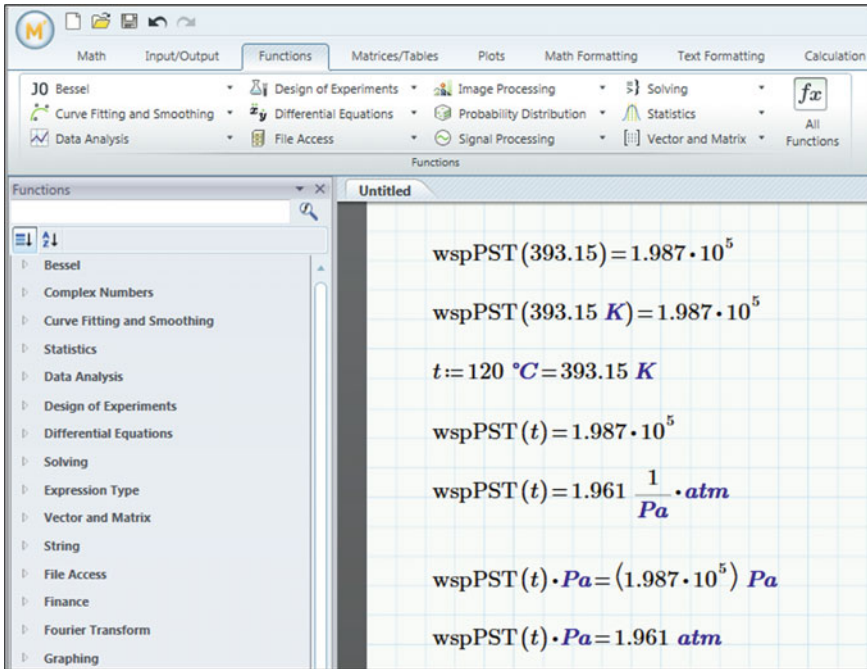 Math Input/Output Functions Matrices/Tables Plots Math Formatting Text Formatting Calculation
J0 Bessel Design of Experiments Image Processing Solving fx
Curve Fitting and Smoothing Differential Equations Probability Distribution Statistics All
Data Analysis File Access Signal Processing Vector and Matrix Functions
Functions
Functions
Untitled
Bessel
Complex Numbers
Curve Fitting and Smoothing
Statistics
Data Analysis
Design of Experiments
Differential Equations
Solving
Expression Type
Vector and Matrix
String
File Access
Finance
Fourier Transform
Graphing
wspPST(393.15)=1.987·10^5
wspPST(393.15 K)=1.987·10^5
t:=120 °C=393.15 K
wspPST(t)=1.987·10^5
wspPST(t)=1.961 1/Pa·atm
wspPST(t)·Pa=(1.987·10^5) Pa
wspPST(t)·Pa=1.961 atm